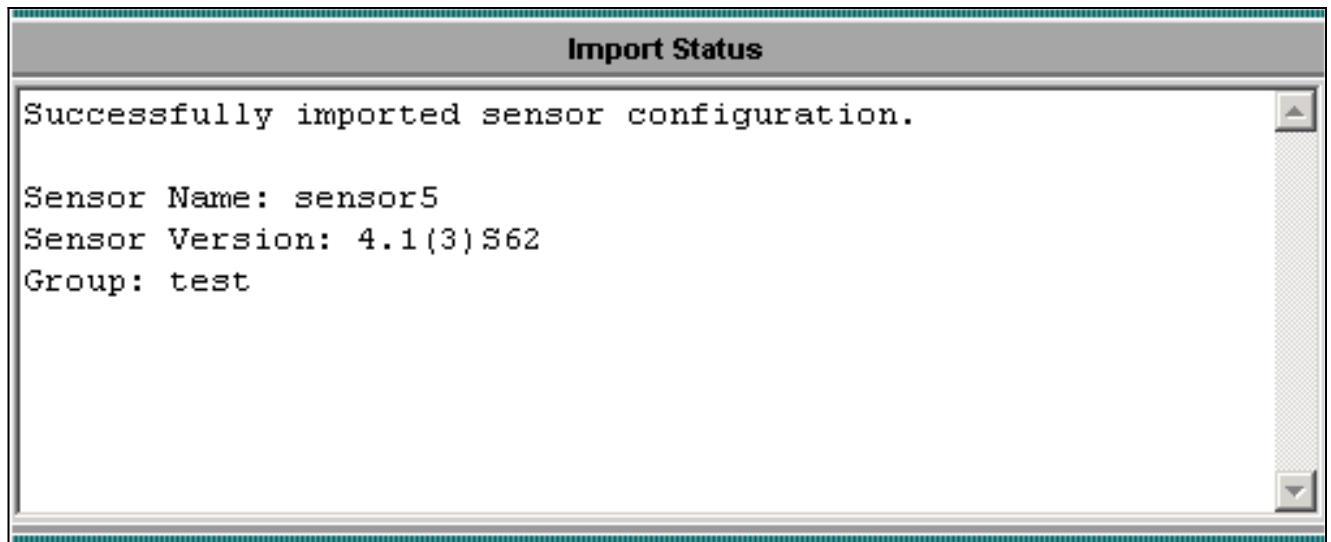 Import Status
Successfully imported sensor configuration.
Sensor Name: sensor5
Sensor Version: 4.1(3)S62
Group: test